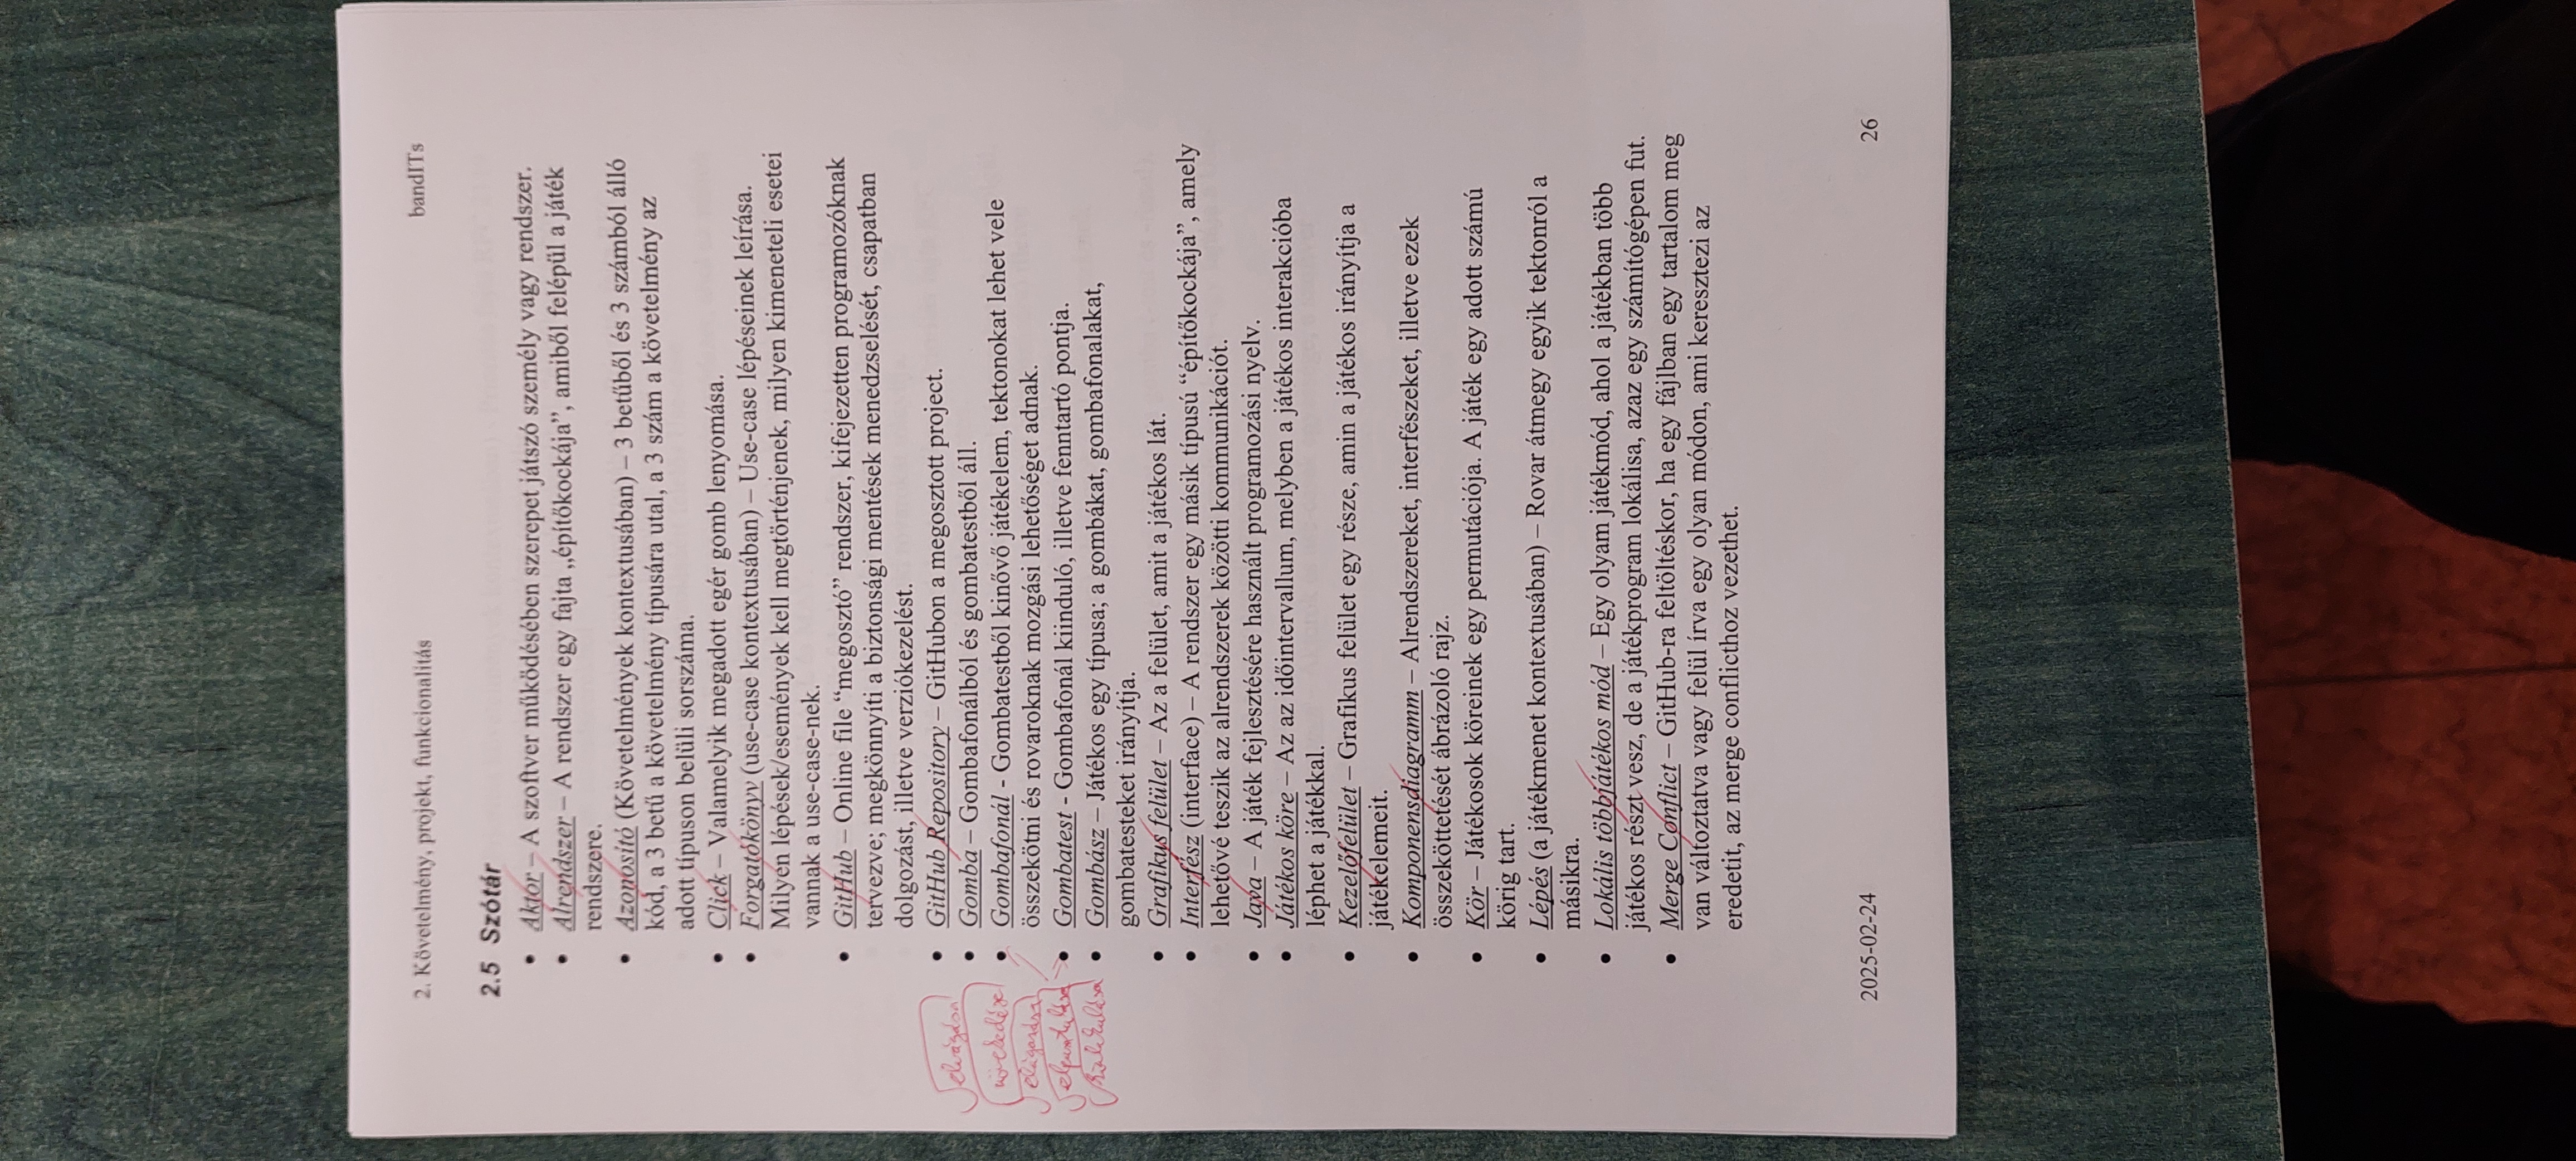 2. Követelmény, projekt, funkcionalitás
bandITs
2.5 Szótár
• Aktor – A szoftver működésében szerepet játszó személy vagy rendszer.
• Alrendszer – A rendszer egy fajta „építőkockája”, amiből felépül a játék
rendszere.
• Azonosító (Követelmények kontextusában) – 3 betűből és 3 számból álló
kód, a 3 betű a követelmény típusára utal, a 3 szám a követelmény az
adott típuson belüli sorszáma.
• Click – Valamelyik megadott egér gomb lenyomása.
• Forgatókönyv (use-case kontextusában) – Use-case lépéseinek leírása.
Milyen lépések/események kell megtörténjenek, milyen kimeneteli esetei
vannak a use-case-nek.
• GitHub – Online file “megosztó” rendszer, kifejezetten programozóknak
tervezve; megkönnyíti a biztonsági mentések menedzselését, csapatban
dolgozást, illetve verziókezelést.
• GitHub Repository – GitHubon a megosztott project.
elvágása
• Gomba – Gombafonálból és gombatestből áll.
növekedése
• Gombafonál - Gombatestből kinővő játékelem, tektonokat lehet vele
elágazása
összekötni és rovaroknak mozgási lehetőséget adnak.
elpusztulása
• Gombatest - Gombafonál kiinduló, illetve fenntartó pontja.
• Gombász – Játékos egy típusa; a gombákat, gombafonalakat,
gombatesteket irányítja.
• Grafikus felület – Az a felület, amit a játékos lát.
• Interfész (interface) – A rendszer egy másik típusú “építőkockája”, amely
lehetővé teszik az alrendszerek közötti kommunikációt.
• Java – A játék fejlesztésére használt programozási nyelv.
• Játékos köre – Az az időintervallum, melyben a játékos interakcióba
léphet a játékkal.
• Kezelőfelület – Grafikus felület egy része, amin a játékos irányítja a
játékelemeit.
• Komponensdiagramm – Alrendszereket, interfészeket, illetve ezek
összeköttetését ábrázoló rajz.
• Kör – Játékosok köreinek egy permutációja. A játék egy adott számú
körig tart.
• Lépés (a játékmenet kontextusában) – Rovar átmegy egyik tektonról a
másikra.
• Lokális többjátékos mód – Egy olyam játékmód, ahol a játékban több
játékos részt vesz, de a játékprogram lokálisa, azaz egy számítógépen fut.
• Merge Conflict – GitHub-ra feltöltéskor, ha egy fájlban egy tartalom meg
van változtatva vagy felül írva egy olyan módon, ami keresztezi az
eredetit, az merge conflicthoz vezethet.
2025-02-24
26